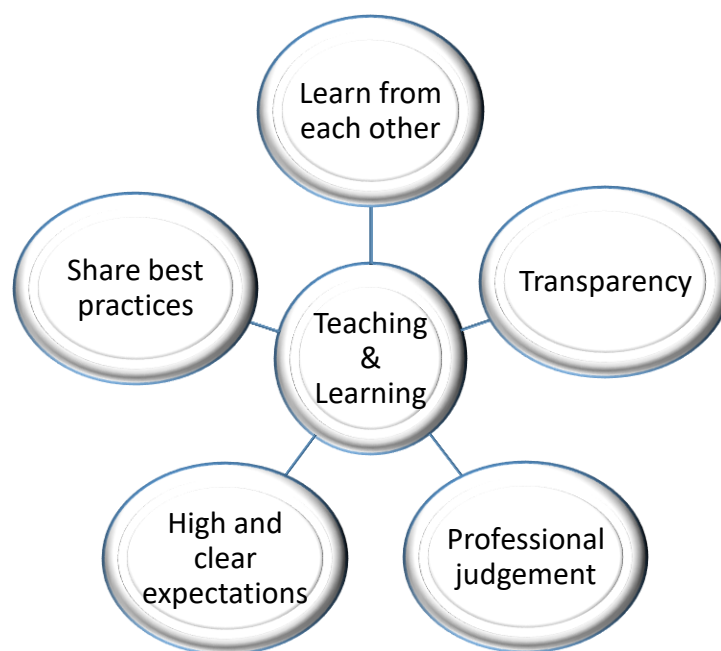 Learn from
each other
Transparency
Professional
judgement
High and
clear
expectations
Share best
practices
Teaching
&
Learning